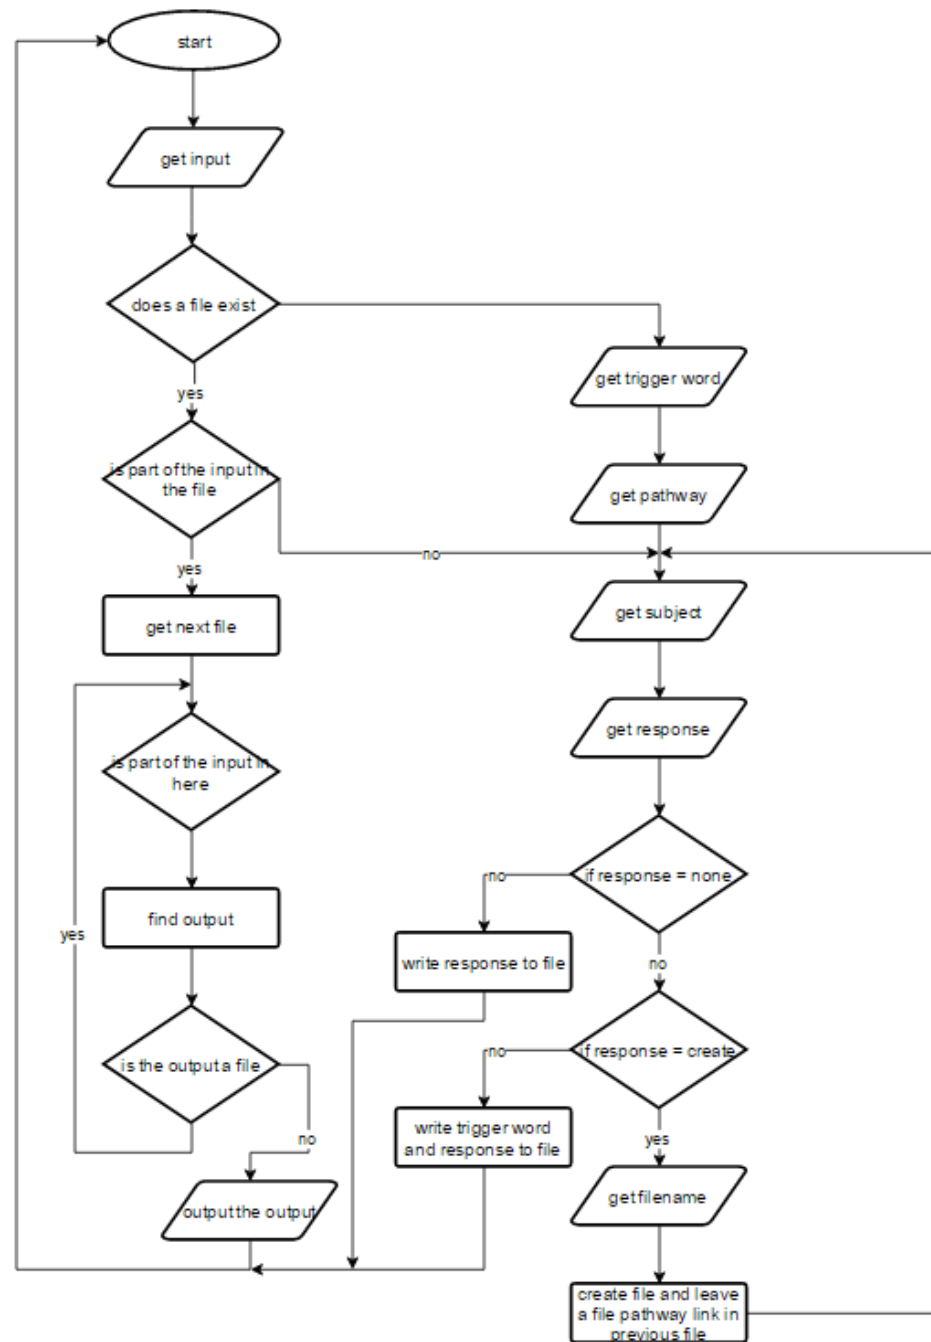 start
get input
does a file exist
get trigger word
yes
is part of the input in
the file
get pathway
no
yes
get next file
get subject
get response
is part of the input in
here
if response = none
no
find output
yes
write response to file
no
is the output a file
if response = create
no
write trigger word
and response to file
no
yes
output the output
get filename
create file and leave
a file pathway link in
previous file